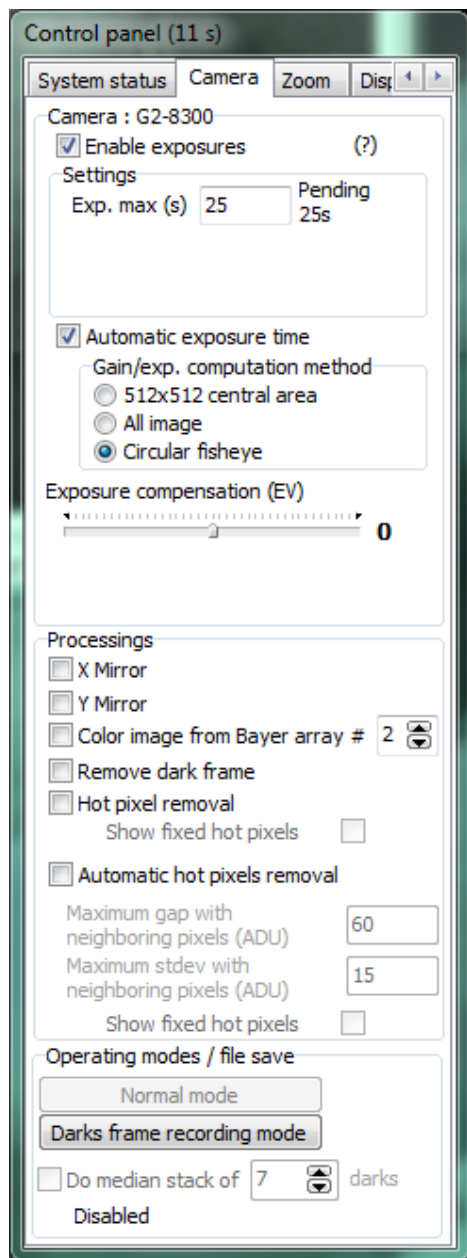 Control panel (11 s)
System status Camera Zoom Disp
Camera : G2-8300
Enable exposures (?)
Settings
Exp. max (s) 25 Pending
25s
Automatic exposure time
Gain/exp. computation method
512x512 central area
All image
Circular fisheye
Exposure compensation (EV)
0
Processings
X Mirror
Y Mirror
Color image from Bayer array # 2
Remove dark frame
Hot pixel removal
Show fixed hot pixels
Automatic hot pixels removal
Maximum gap with
neighboring pixels (ADU) 60
Maximum stdev with
neighboring pixels (ADU) 15
Show fixed hot pixels
Operating modes / file save
Normal mode
Darks frame recording mode
Do median stack of 7 darks
Disabled